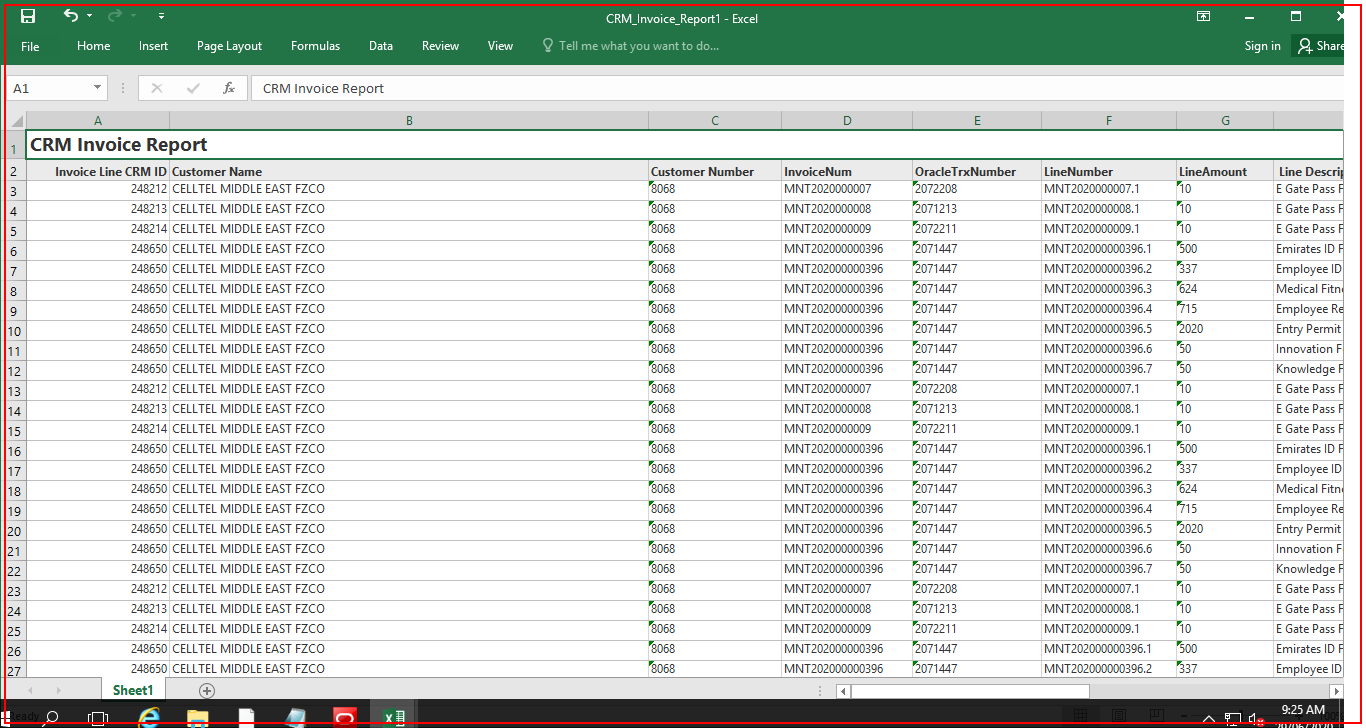 CRM_Invoice_Report1 - Excel
File Home Insert Page Layout Formulas Data Review View Tell me what you want to do... Sign in Share
A1 fx CRM Invoice Report
A B C D E F G
1 CRM Invoice Report
2 Invoice Line CRM ID Customer Name Customer Number InvoiceNum OracleTrxNumber LineNumber LineAmount Line Descrip
3 248212 CELLTEL MIDDLE EAST FZCO 8068 MNT2020000007 2072208 MNT2020000007.1 10 E Gate Pass F
4 248213 CELLTEL MIDDLE EAST FZCO 8068 MNT2020000008 2071213 MNT2020000008.1 10 E Gate Pass F
5 248214 CELLTEL MIDDLE EAST FZCO 8068 MNT2020000009 2072211 MNT2020000009.1 10 E Gate Pass F
6 248650 CELLTEL MIDDLE EAST FZCO 8068 MNT202000000396 2071447 MNT202000000396.1 500 Emirates ID F
7 248650 CELLTEL MIDDLE EAST FZCO 8068 MNT202000000396 2071447 MNT202000000396.2 337 Employee ID
8 248650 CELLTEL MIDDLE EAST FZCO 8068 MNT202000000396 2071447 MNT202000000396.3 624 Medical Fitne
9 248650 CELLTEL MIDDLE EAST FZCO 8068 MNT202000000396 2071447 MNT202000000396.4 715 Employee Re
10 248650 CELLTEL MIDDLE EAST FZCO 8068 MNT202000000396 2071447 MNT202000000396.5 2020 Entry Permit
11 248650 CELLTEL MIDDLE EAST FZCO 8068 MNT202000000396 2071447 MNT202000000396.6 50 Innovation F
12 248650 CELLTEL MIDDLE EAST FZCO 8068 MNT202000000396 2071447 MNT202000000396.7 50 Knowledge F
13 248212 CELLTEL MIDDLE EAST FZCO 8068 MNT2020000007 2072208 MNT2020000007.1 10 E Gate Pass F
14 248213 CELLTEL MIDDLE EAST FZCO 8068 MNT2020000008 2071213 MNT2020000008.1 10 E Gate Pass F
15 248214 CELLTEL MIDDLE EAST FZCO 8068 MNT2020000009 2072211 MNT2020000009.1 10 E Gate Pass F
16 248650 CELLTEL MIDDLE EAST FZCO 8068 MNT202000000396 2071447 MNT202000000396.1 500 Emirates ID F
17 248650 CELLTEL MIDDLE EAST FZCO 8068 MNT202000000396 2071447 MNT202000000396.2 337 Employee ID
18 248650 CELLTEL MIDDLE EAST FZCO 8068 MNT202000000396 2071447 MNT202000000396.3 624 Medical Fitne
19 248650 CELLTEL MIDDLE EAST FZCO 8068 MNT202000000396 2071447 MNT202000000396.4 715 Employee Re
20 248650 CELLTEL MIDDLE EAST FZCO 8068 MNT202000000396 2071447 MNT202000000396.5 2020 Entry Permit
21 248650 CELLTEL MIDDLE EAST FZCO 8068 MNT202000000396 2071447 MNT202000000396.6 50 Innovation F
22 248650 CELLTEL MIDDLE EAST FZCO 8068 MNT202000000396 2071447 MNT202000000396.7 50 Knowledge F
23 248212 CELLTEL MIDDLE EAST FZCO 8068 MNT2020000007 2072208 MNT2020000007.1 10 E Gate Pass F
24 248213 CELLTEL MIDDLE EAST FZCO 8068 MNT2020000008 2071213 MNT2020000008.1 10 E Gate Pass F
25 248214 CELLTEL MIDDLE EAST FZCO 8068 MNT2020000009 2072211 MNT2020000009.1 10 E Gate Pass F
26 248650 CELLTEL MIDDLE EAST FZCO 8068 MNT202000000396 2071447 MNT202000000396.1 500 Emirates ID F
27 248650 CELLTEL MIDDLE EAST FZCO 8068 MNT202000000396 2071447 MNT202000000396.2 337 Employee ID
Sheet1
9:25 AM